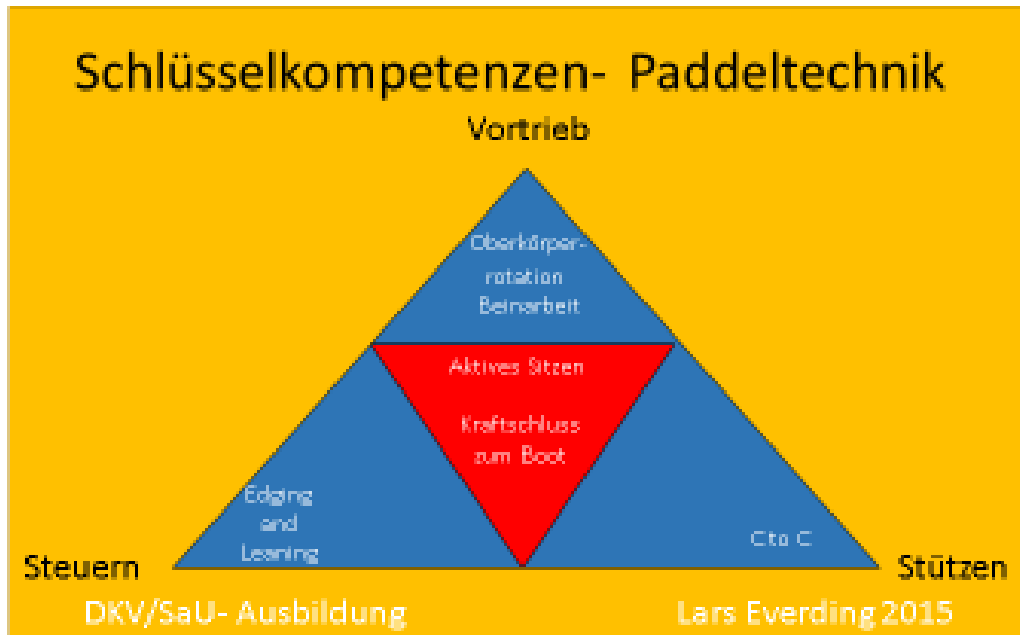 Schlüsselkompetenzen- Paddeltechnik
Vortrieb
Oberkörper-
rotation
Beinarbeit
Aktives Sitzen
Kraftschluss
zum Boot
Edging
and
Leaning
C to C
Steuern
Stützen
DKV/SaU- Ausbildung
Lars Everding 2015